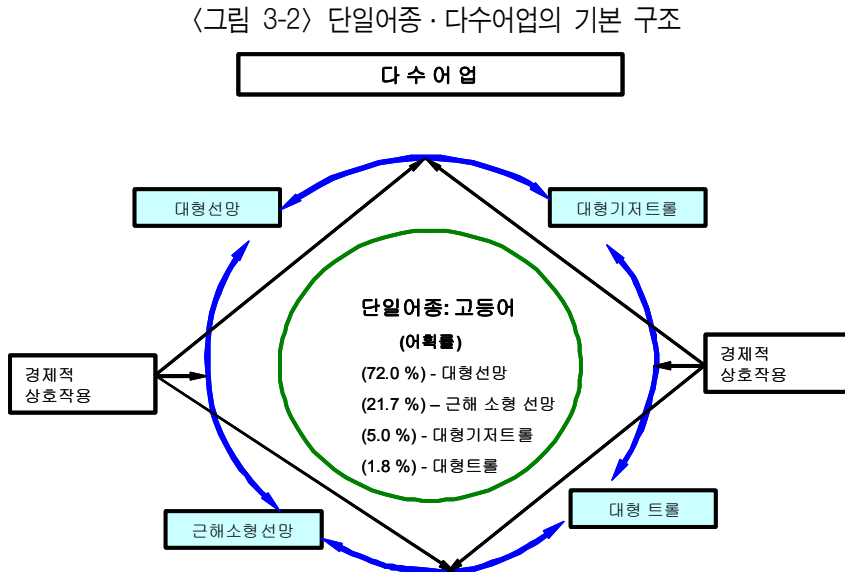 〈그림 3-2〉 단일어종 · 다수어업의 기본 구조
다 수 어 업
대형선망
대형기저트롤
단일어종: 고등어
(어획률)
(72.0 %) - 대형선망
(21.7 %) – 근해 소형 선망
(5.0 %) - 대형기저트롤
(1.8 %) - 대형트롤
경제적
상호작용
경제적
상호작용
근해소형선망
대형 트롤